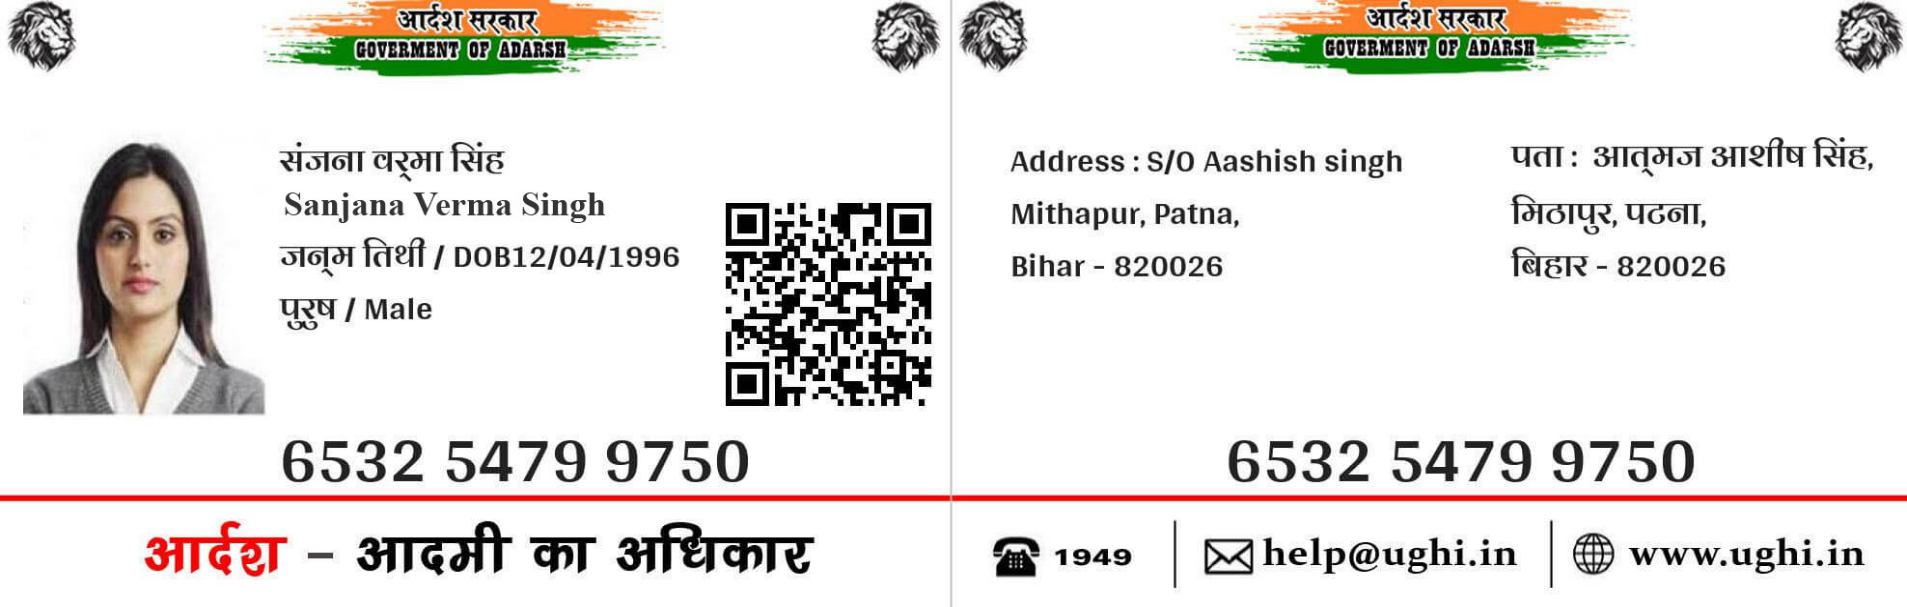 आर्दश सरकार
GOVERMENT OF ADARSH
संजना वर्‌मा सिंह
Sanjana Verma Singh
जन्‌म तिथी / DOB12/04/1996
पुरुष / Male
6532 5479 9750
आर्दश – आदमी का अधिकार
आर्दश सरकार
GOVERMENT OF ADARSH
Address : S/O Aashish singh
Mithapur, Patna,
Bihar - 820026
पता : आत्‌मज आशीष सिंह,
मिठापुर, पटना,
बिहार - 820026
6532 5479 9750
1949
help@ughi.in
www.ughi.in